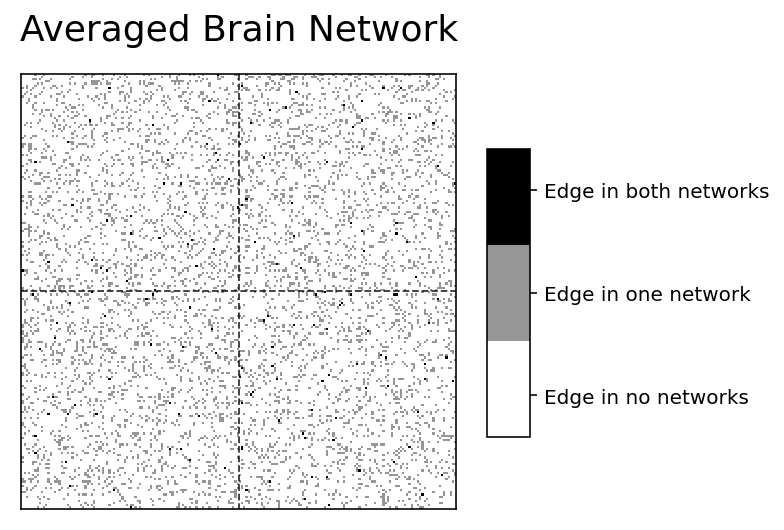 Averaged Brain Network
Edge in both networks
Edge in one network
Edge in no networks